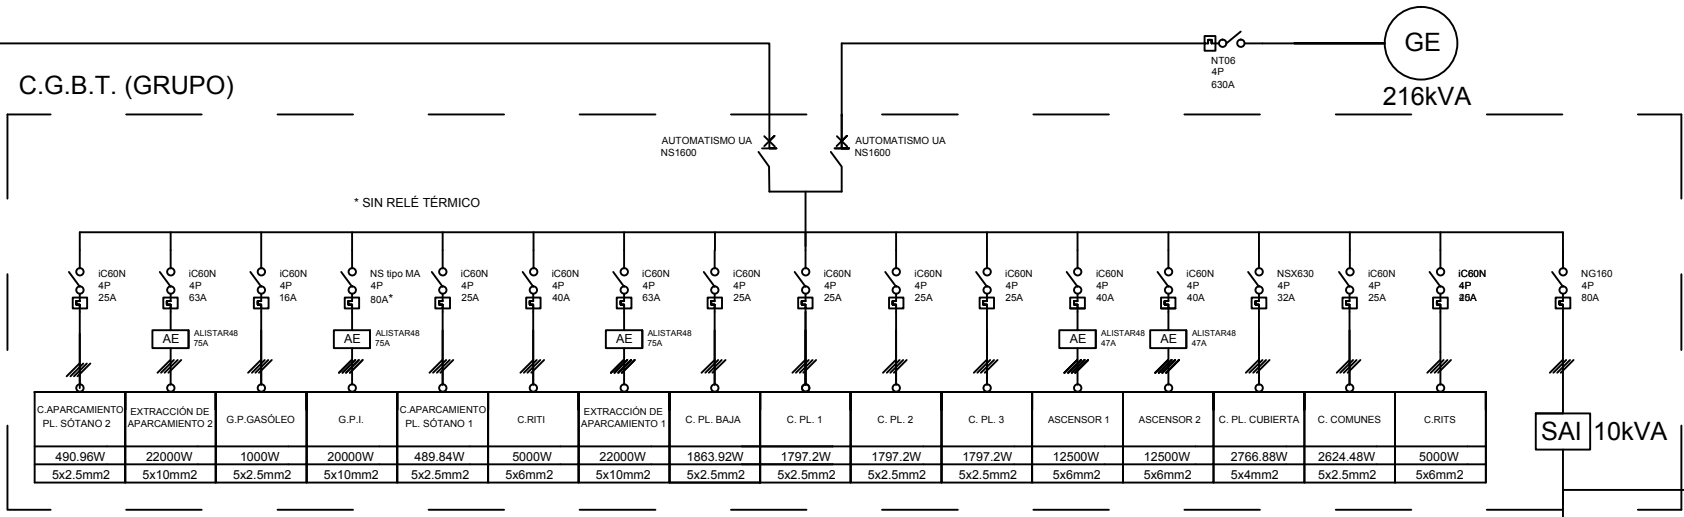 GE
NT06
4P
630A
216kVA
C.G.B.T. (GRUPO)
AUTOMATISMO UA
NS1600
AUTOMATISMO UA
NS1600
* SIN RELÉ TÉRMICO
iC60N
4P
25A
iC60N
4P
63A
iC60N
4P
16A
NS tipo MA
4P
80A*
iC60N
4P
25A
iC60N
4P
40A
iC60N
4P
63A
iC60N
4P
25A
iC60N
4P
25A
iC60N
4P
25A
iC60N
4P
25A
iC60N
4P
40A
iC60N
4P
40A
NSX630
4P
32A
iC60N
4P
25A
iC60N
4P
NG160
4P
80A
AE
ALISTAR48
75A
AE
ALISTAR48
75A
AE
ALISTAR48
75A
AE
ALISTAR48
47A
AE
ALISTAR48
47A
C.APARCAMIENTO
PL. SÓTANO 2
EXTRACCIÓN DE
APARCAMIENTO 2
G.P.GASÓLEO
G.P.I.
C.APARCAMIENTO
PL. SÓTANO 1
C.RITI
EXTRACCIÓN DE
APARCAMIENTO 1
C. PL. BAJA
C. PL. 1
C. PL. 2
C. PL. 3
ASCENSOR 1
ASCENSOR 2
C. PL. CUBIERTA
C. COMUNES
C.RITS
490.96W 22000W 1000W 20000W 489.84W 5000W 22000W 1863.92W 1797.2W 1797.2W 1797.2W 12500W 12500W 2766.88W 2624.48W 5000W
5x2.5mm2 5x10mm2 5x2.5mm2 5x10mm2 5x2.5mm2 5x6mm2 5x10mm2 5x2.5mm2 5x2.5mm2 5x2.5mm2 5x2.5mm2 5x6mm2 5x6mm2 5x4mm2 5x2.5mm2 5x6mm2
SAI 10kVA